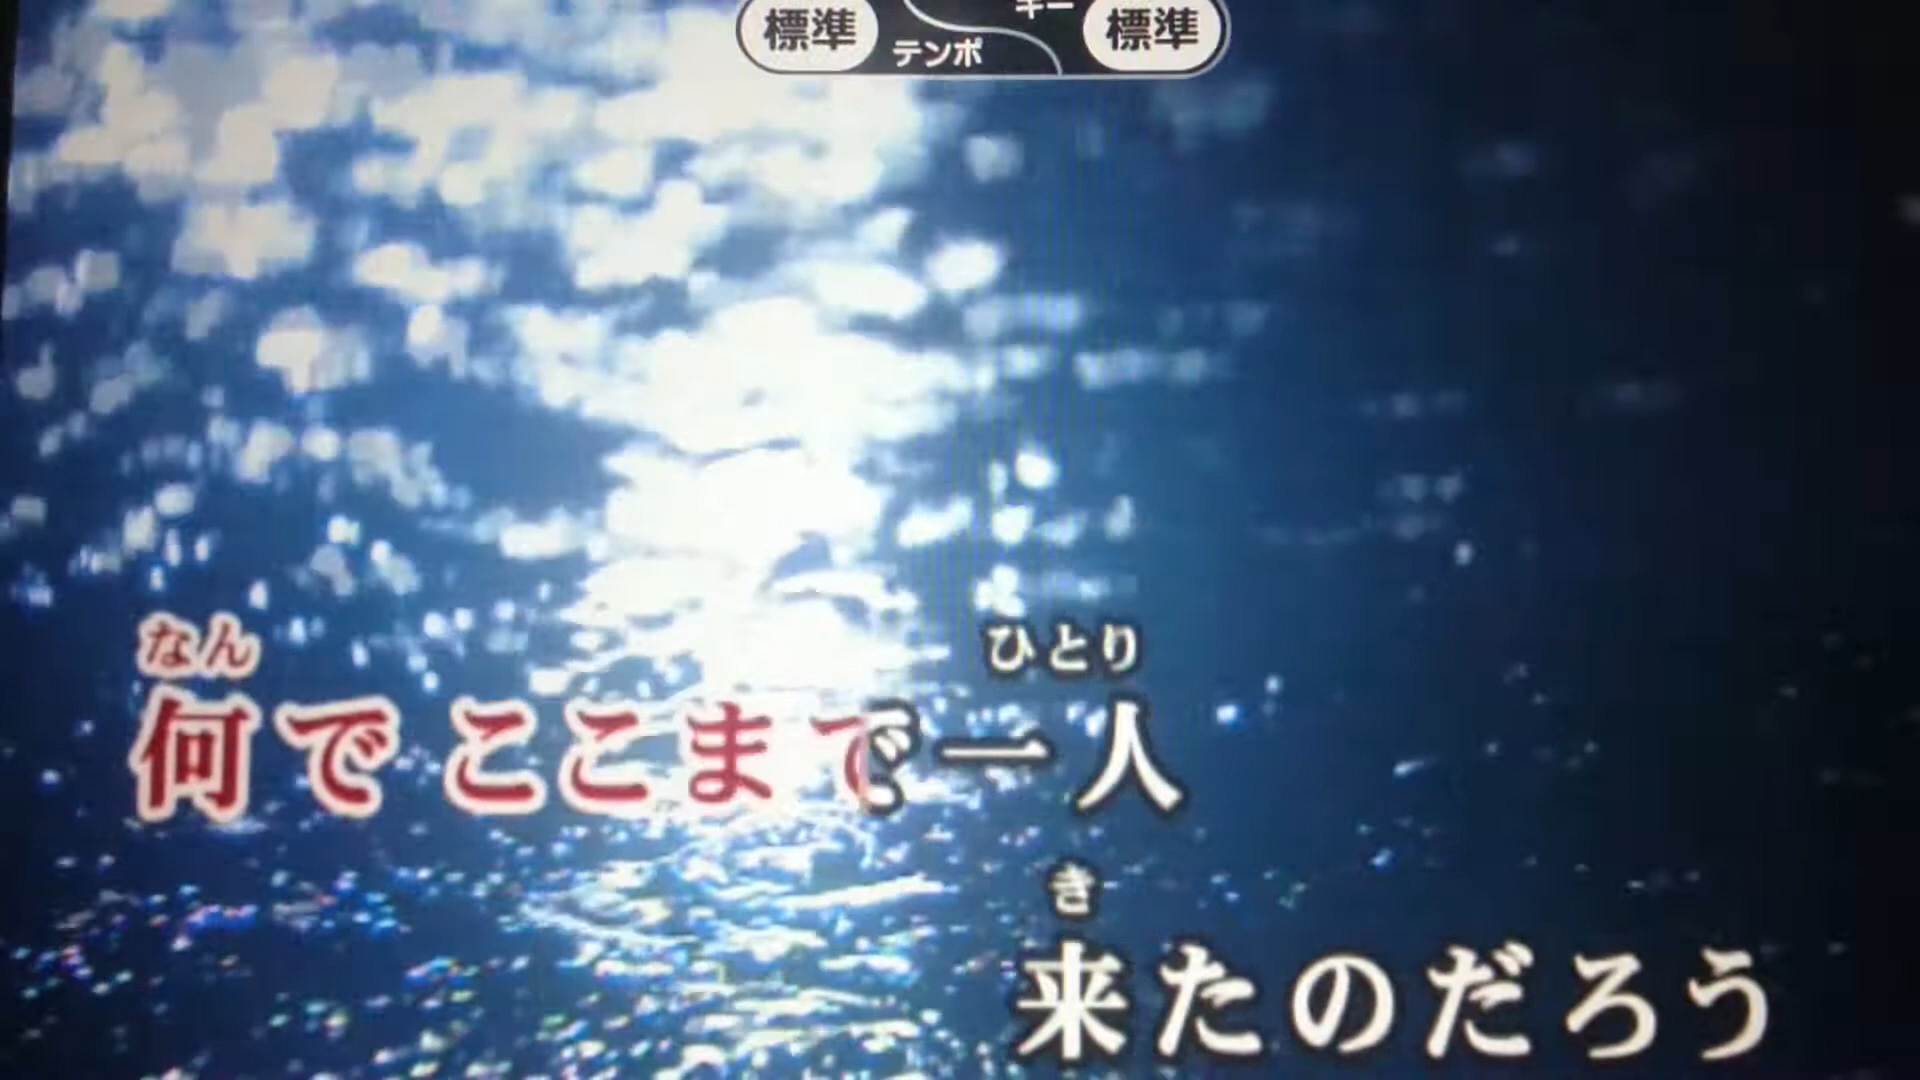 標準 テンポ キー 標準
なん ひとり
何でここまで一人
き
来たのだろう